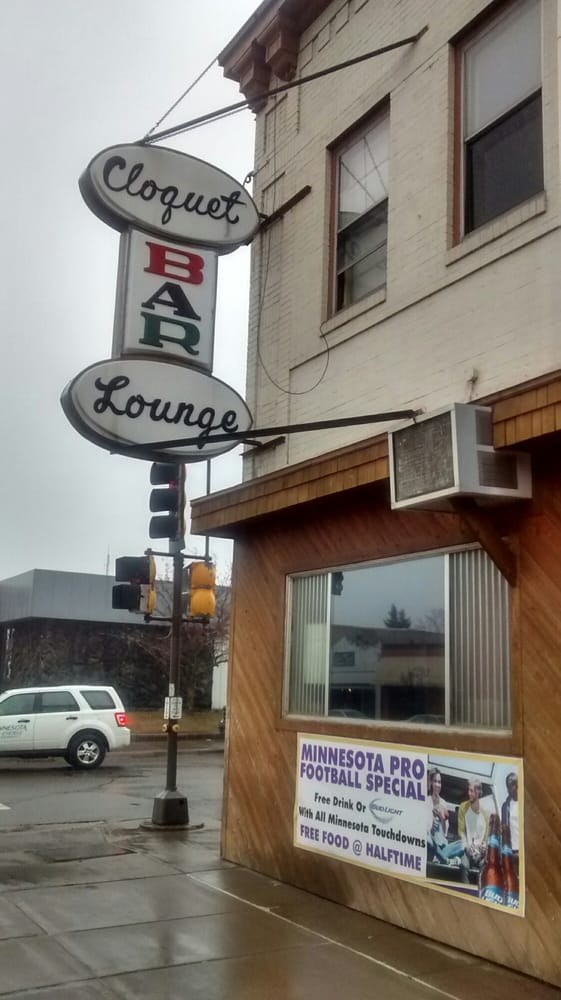 Cloquet
BAR
Lounge
MINNESOTA PRO
FOOTBALL SPECIAL
Free Drink Or BUD LIGHT
With All Minnesota Touchdowns
FREE FOOD @ HALFTIME